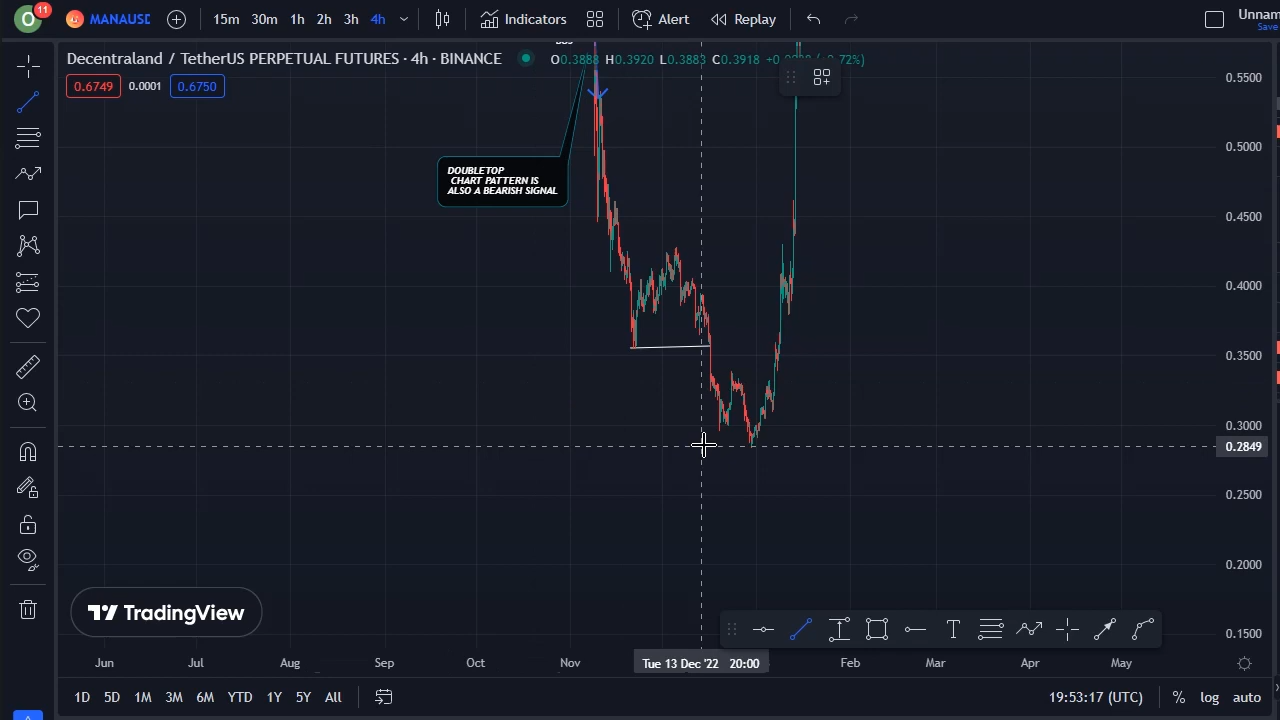 O 11 MANAUSD 15m 30m 1h 2h 3h 4h Indicators Alert Replay Unnam
Save
Decentraland / TetherUS PERPETUAL FUTURES · 4h · BINANCE O0.3888 H0.3920 L0.3883 C0.3918
0.6749 0.0001 0.6750
DOUBLETOP
CHART PATTERN IS
ALSO A BEARISH SIGNAL
0.5500
0.5000
0.4500
0.4000
0.3500
0.3000
0.2849
0.2500
0.2000
0.1500
TradingView
Jun Jul Aug Sep Oct Nov Tue 13 Dec '22 20:00 Feb Mar Apr May
1D 5D 1M 3M 6M YTD 1Y 5Y All 19:53:17 (UTC) % log auto